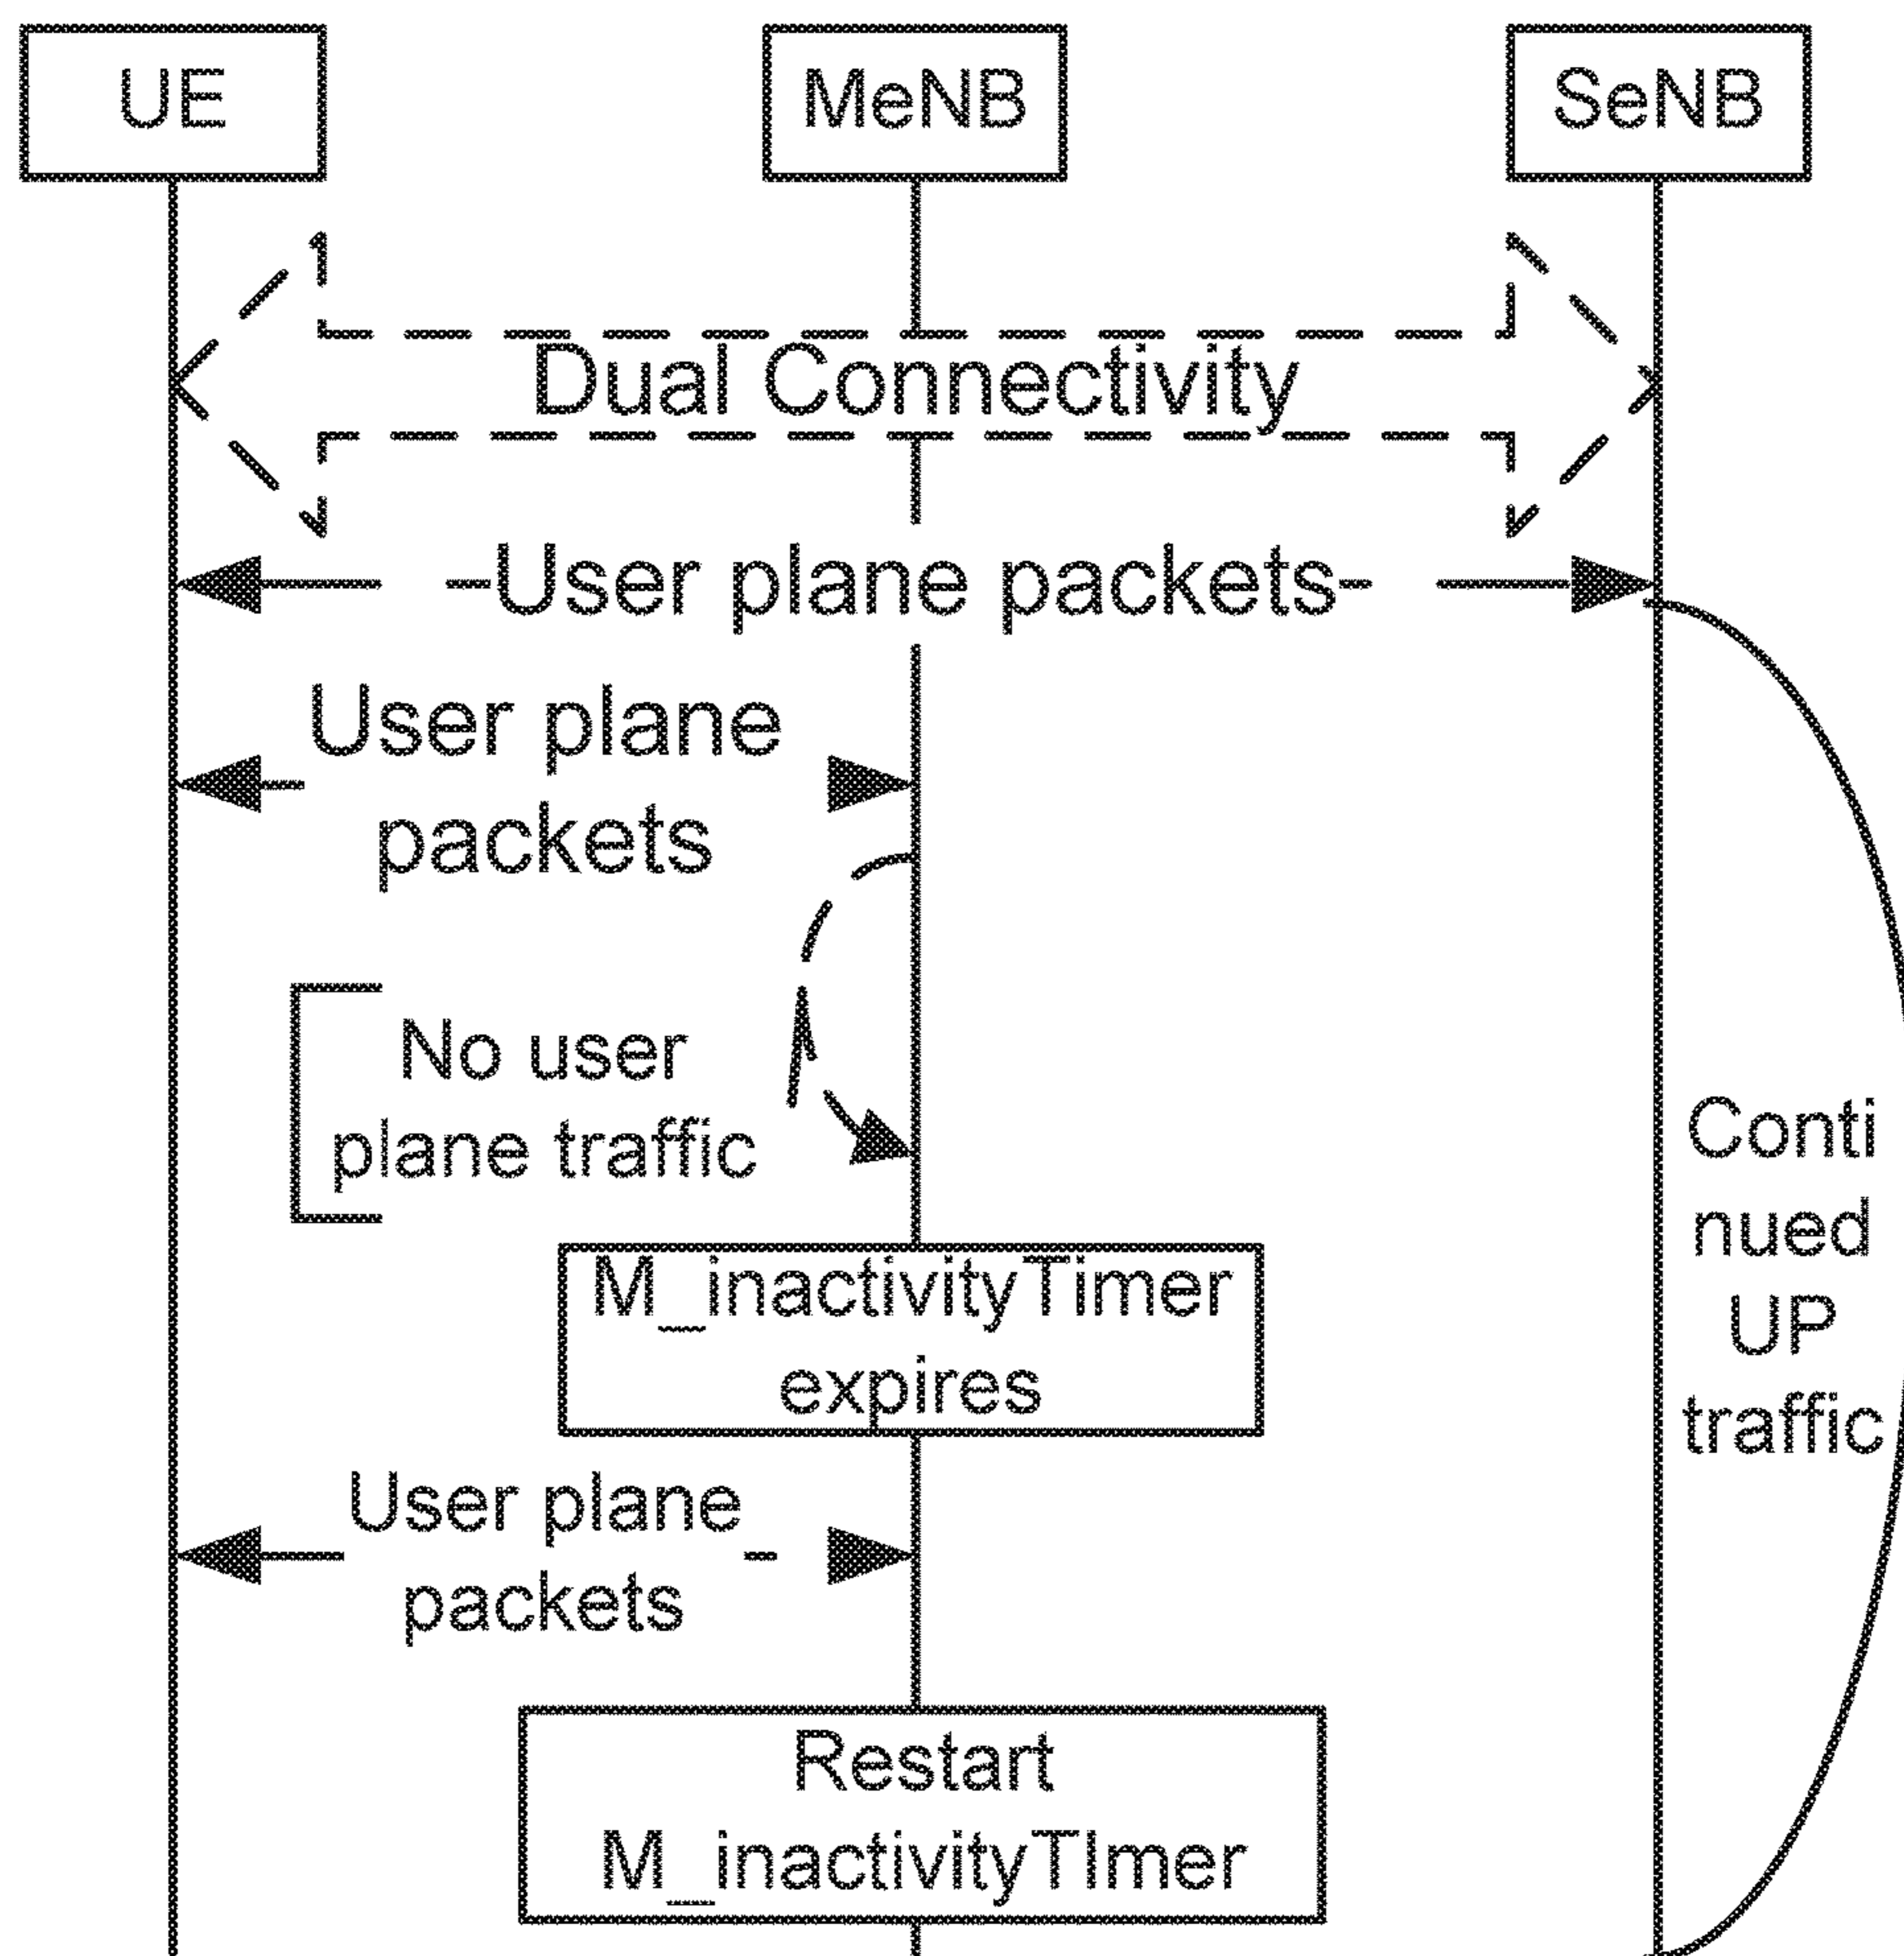 UE
MeNB
SeNB
Dual Connectivity
User plane packets
User plane
packets
No user
plane traffic
M_inactivityTimer
expires
Conti
nued
UP
traffic
User plane
packets
Restart
M_inactivityTImer